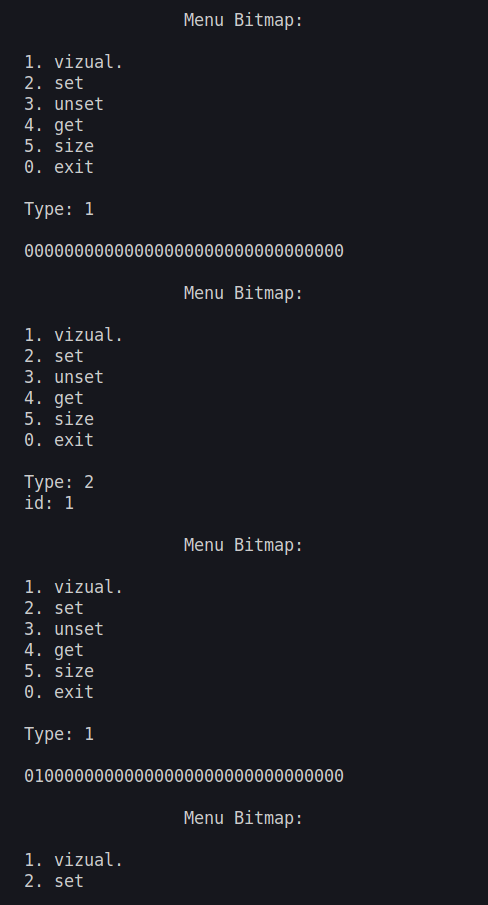 Menu Bitmap:
1. vizual.
2. set
3. unset
4. get
5. size
0. exit
Type: 1
00000000000000000000000000000000
Menu Bitmap:
1. vizual.
2. set
3. unset
4. get
5. size
0. exit
Type: 2
id: 1
Menu Bitmap:
1. vizual.
2. set
3. unset
4. get
5. size
0. exit
Type: 1
01000000000000000000000000000000
Menu Bitmap:
1. vizual.
2. set